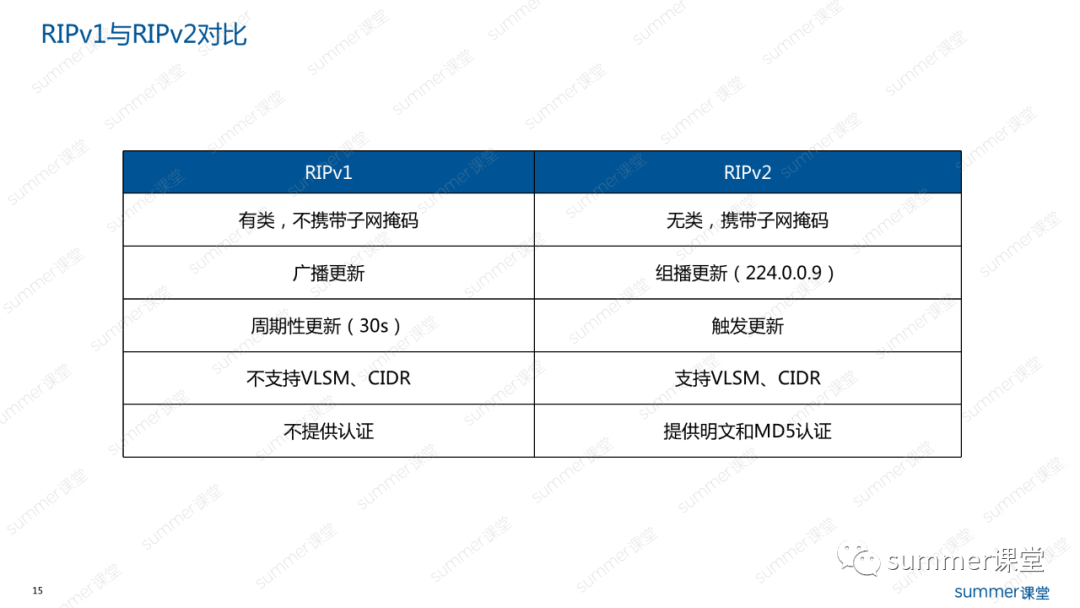 RIPv1与RIPv2对比
RIPv1 RIPv2
有类，不携带子网掩码 无类，携带子网掩码
广播更新 组播更新（224.0.0.9）
周期性更新（30s） 触发更新
不支持VLSM、CIDR 支持VLSM、CIDR
不提供认证 提供明文和MD5认证
summer课堂
15
summer课堂